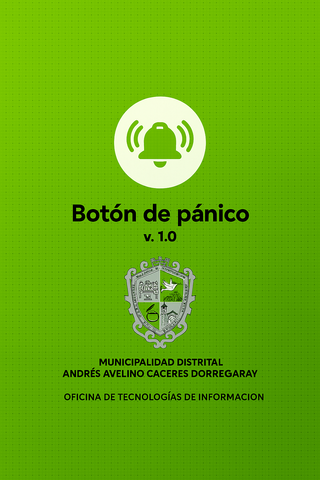 Botón de pánico
v. 1.0
MUNICIPALIDAD DISTRITAL
ANDRÉS AVELINO CACERES DORREGARAY
OFICINA DE TECNOLOGÍAS DE INFORMACION